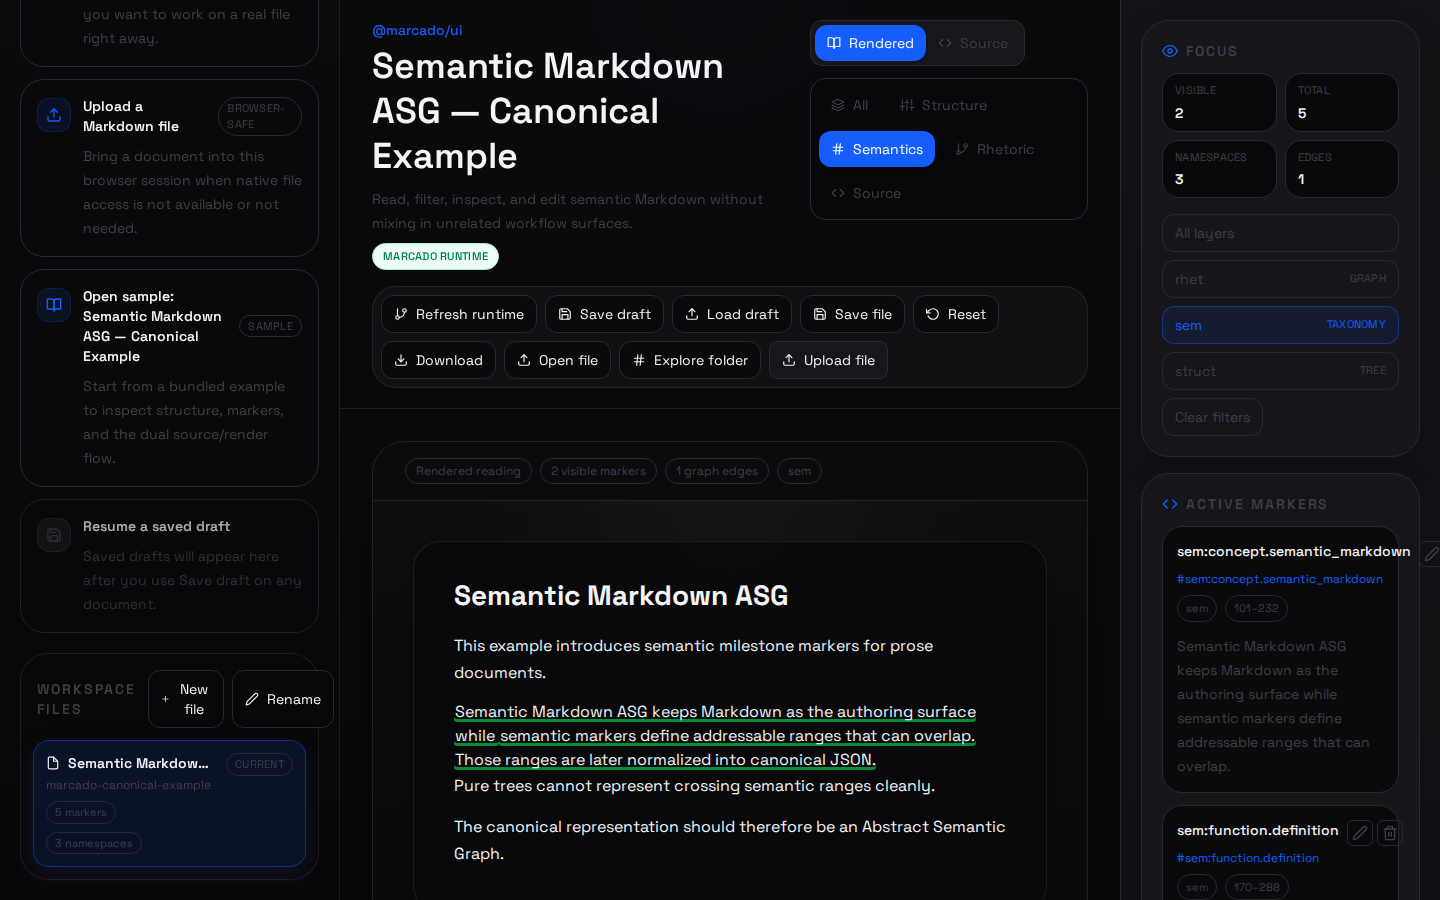 you want to work on a real file
right away.
Upload a
Markdown file
BROWSER-
SAFE
Bring a document into this
browser session when native file
access is not available or not
needed.
Open sample:
Semantic Markdown
ASG — Canonical
Example
SAMPLE
Start from a bundled example
to inspect structure, markers,
and the dual source/render
flow.
Resume a saved draft
Saved drafts will appear here
after you use Save draft on any
document.
WORKSPACE
FILES
New
file
Rename
Semantic Markdow...
CURRENT
marcado-canonical-example
5 markers
3 namespaces
@marcado/ui
Semantic Markdown
ASG — Canonical
Example
Read, filter, inspect, and edit semantic Markdown without
mixing in unrelated workflow surfaces.
MARCADO RUNTIME
Rendered
Source
All
Structure
Semantics
Rhetoric
Source
Refresh runtime
Save draft
Load draft
Save file
Reset
Download
Open file
Explore folder
Upload file
Rendered reading
2 visible markers
1 graph edges
sem
Semantic Markdown ASG
This example introduces semantic milestone markers for prose
documents.
Semantic Markdown ASG keeps Markdown as the authoring surface
while semantic markers define addressable ranges that can overlap.
Those ranges are later normalized into canonical JSON.
Pure trees cannot represent crossing semantic ranges cleanly.
The canonical representation should therefore be an Abstract Semantic
Graph.
FOCUS
VISIBLE
2
TOTAL
5
NAMESPACES
3
EDGES
1
All layers
rhet
GRAPH
sem
TAXONOMY
struct
TREE
Clear filters
ACTIVE MARKERS
sem:concept.semantic_markdown
#sem:concept.semantic_markdown
sem
101–232
Semantic Markdown ASG
keeps Markdown as the
authoring surface while
semantic markers define
addressable ranges that can
overlap.
sem:function.definition
#sem:function.definition
sem
170–288